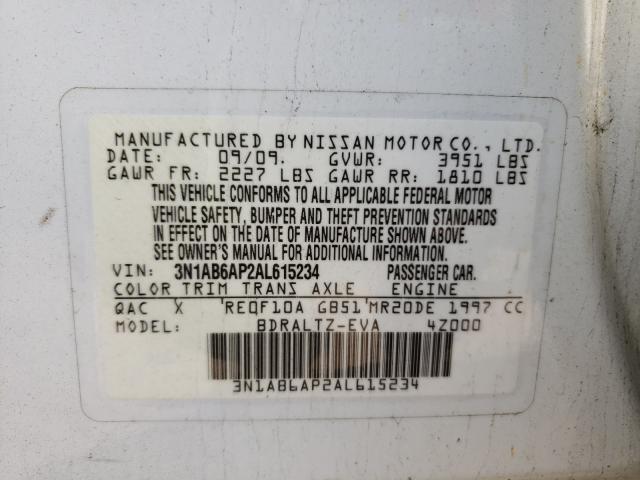 MANUFACTURED BY NISSAN MOTOR CO., LTD.
DATE: 09/09. GVWR: 3951 LBS
GAWR FR: 2227 LBS GAWR RR: 1810 LBS
THIS VEHICLE CONFORMS TO ALL APPLICABLE FEDERAL MOTOR
VEHICLE SAFETY, BUMPER AND THEFT PREVENTION STANDARDS
IN EFFECT ON THE DATE OF MANUFACTURE SHOWN ABOVE.
SEE OWNER'S MANUAL FOR ADDITIONAL INFORMATION.
VIN: 3N1AB6AP2AL615234 PASSENGER CAR.
COLOR TRIM TRANS AXLE ENGINE
QAC X 'RE0F10A GB51'MR20DE 1997 CC
MODEL: BDRALTZ-EVA 4Z000
3N1AB6AP2AL615234